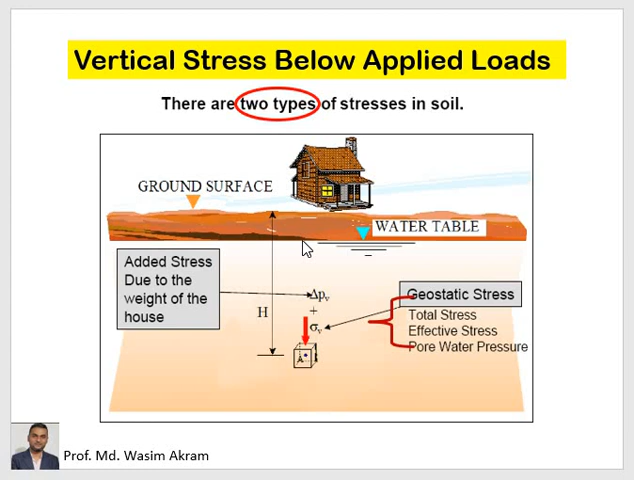 Vertical Stress Below Applied Loads
There are two types of stresses in soil.
GROUND SURFACE
WATER TABLE
Added Stress
Due to the
weight of the
house
Δpᵥ
+
σᵥ
H
A
Geostatic Stress
Total Stress
Effective Stress
Pore Water Pressure
Prof. Md. Wasim Akram